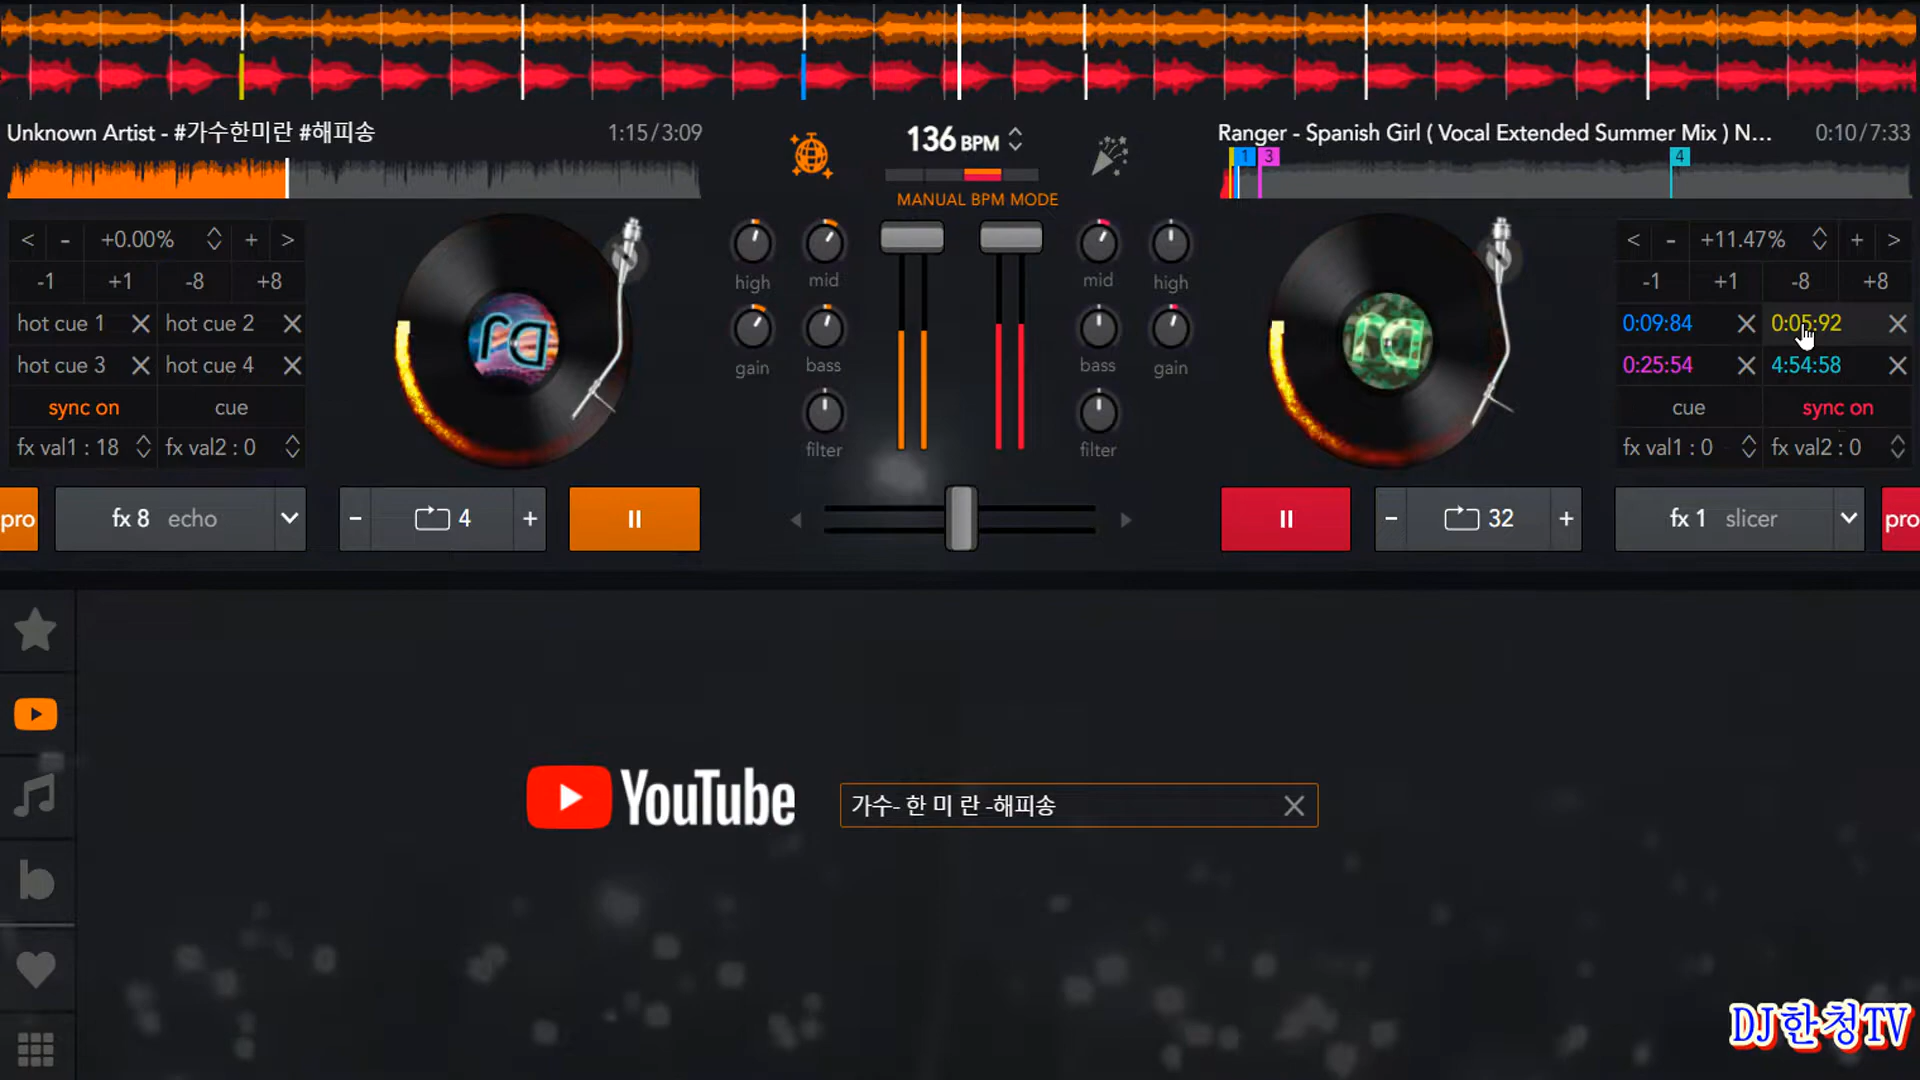 Unknown Artist - #가수한미란 #해피송
1:15/3:09
136 BPM
MANUAL BPM MODE
Ranger - Spanish Girl ( Vocal Extended Summer Mix ) N...
0:10/7:33
1 3 4
< - +0.00% + >
-1 +1 -8 +8
hot cue 1 hot cue 2
hot cue 3 hot cue 4
sync on cue
fx val1 : 18 fx val2 : 0
high mid
gain bass
filter
mid high
bass gain
filter
< - +11.47% + >
-1 +1 -8 +8
0:09:84 0:05:92
0:25:54 4:54:58
cue sync on
fx val1 : 0 fx val2 : 0
pro fx 8 echo - 4 +
- 32 + fx 1 slicer pro
YouTube
가수- 한 미 란 -해피송
DJ한청TV